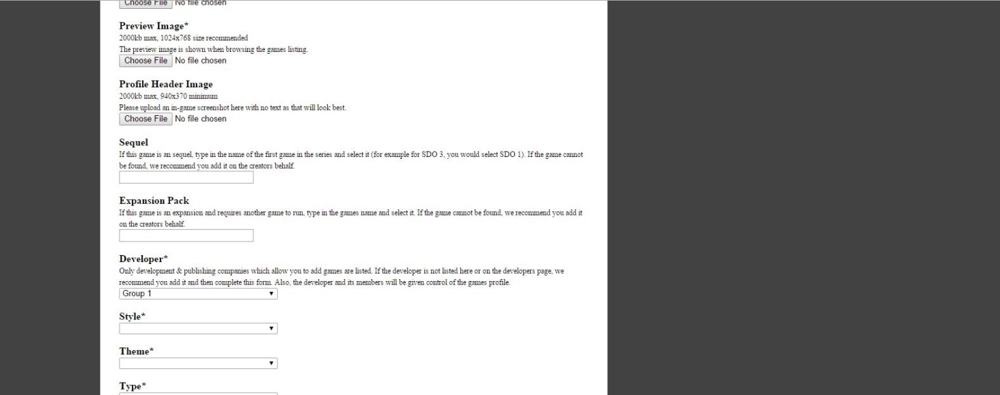 Choose File No file chosen
Preview Image*
2000kb max, 1024x768 size recommended
The preview image is shown when browsing the games listing.
Choose File No file chosen
Profile Header Image
2000kb max, 940x370 minimum
Please upload an in-game screenshot here with no text as that will look best.
Choose File No file chosen
Sequel
If this game is an sequel, type in the name of the first game in the series and select it (for example for SDO 3, you would select SDO 1). If the game cannot
be found, we recommend you add it on the creators behalf.
Expansion Pack
If this game is an expansion and requires another game to run, type in the games name and select it. If the game cannot be found, we recommend you add it
on the creators behalf.
Developer*
Only development & publishing companies which allow you to add games are listed. If the developer is not listed here or on the developers page, we
recommend you add it and then complete this form. Also, the developer and its members will be given control of the games profile.
Group 1
Style*
Theme*
Type*